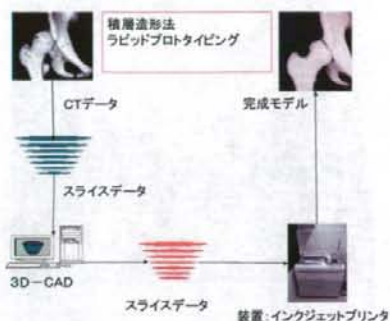 積層造形法
ラピッドプロトタイピング
CTデータ
完成モデル
スライスデータ
3D－CAD
スライスデータ
装置：インクジェットプリンタ